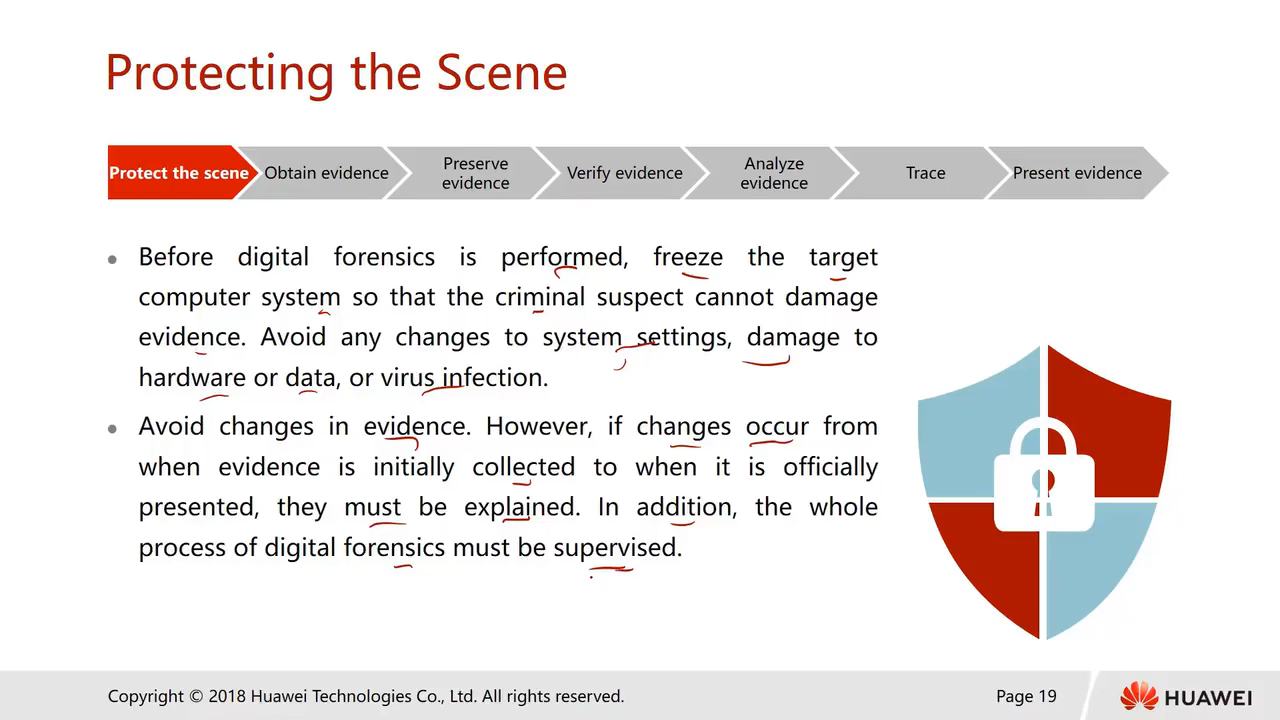 Protecting the Scene
Protect the scene
Obtain evidence
Preserve
evidence
Verify evidence
Analyze
evidence
Trace
Present evidence
Before digital forensics is performed, freeze the target
computer system so that the criminal suspect cannot damage
evidence. Avoid any changes to system settings, damage to
hardware or data, or virus infection.
Avoid changes in evidence. However, if changes occur from
when evidence is initially collected to when it is officially
presented, they must be explained. In addition, the whole
process of digital forensics must be supervised.
Copyright © 2018 Huawei Technologies Co., Ltd. All rights reserved.
Page 19
HUAWEI